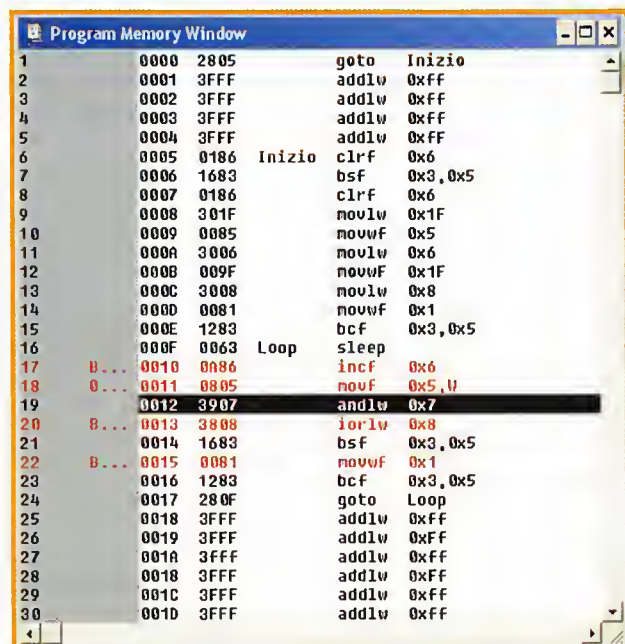 Program Memory Window
1 0000 2805 goto Inizio
2 0001 3FFF addlw 0xff
3 0002 3FFF addlw 0xff
4 0003 3FFF addlw 0xff
5 0004 3FFF addlw 0xFF
6 0005 0186 Inizio clrf 0x6
7 0006 1683 bsf 0x3,0x5
8 0007 0186 clrf 0x6
9 0008 301F movlw 0x1F
10 0009 0085 movwf 0x5
11 000A 3006 movlw 0x6
12 000B 009F movwF 0x1F
13 000C 3008 movlw 0x8
14 000D 0081 movwf 0x1
15 000E 1283 bcf 0x3,0x5
16 000F 0063 Loop sleep
17 B... 0010 0A86 incf 0x6
18 0... 0011 0805 movf 0x5,W
19 0012 3907 andlw 0x7
20 B... 0013 3808 iorlw 0x8
21 0014 1683 bsf 0x3,0x5
22 B... 0015 0081 movwf 0x1
23 0016 1283 bcf 0x3,0x5
24 0017 280F goto Loop
25 0018 3FFF addlw 0xff
26 0019 3FFF addlw 0xFf
27 001A 3Fff addlw 0xff
28 001B 3FFF addlw 0xFf
29 001C 3FFF addlw 0xFf
30 001D 3FFF addlw 0xff